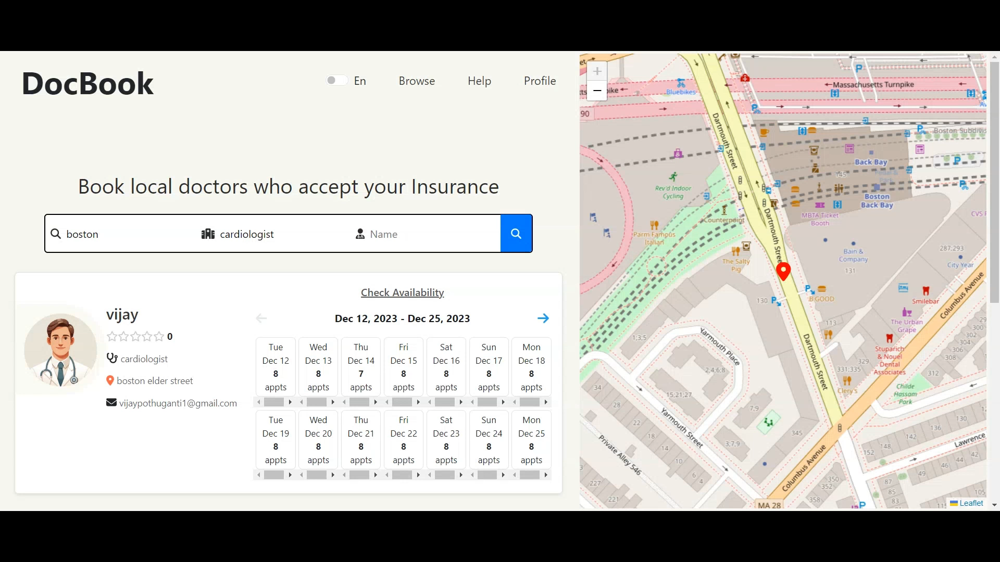 DocBook
En
Browse
Help
Profile
Book local doctors who accept your Insurance
boston
cardiologist
Name
Check Availability
vijay
0
cardiologist
boston elder street
vijaypothuganti1@gmail.com
Dec 12, 2023 - Dec 25, 2023
Tue Wed Thu Fri Sat Sun Mon
Dec 12 Dec 13 Dec 14 Dec 15 Dec 16 Dec 17 Dec 18
8 8 7 8 8 8 8
appts appts appts appts appts appts appts
Tue Wed Thu Fri Sat Sun Mon
Dec 19 Dec 20 Dec 21 Dec 22 Dec 23 Dec 24 Dec 25
8 8 8 8 8 8 8
appts appts appts appts appts appts appts
+
−
Massachusetts Turnpike
Bluebikes
90
Dartmouth Street
Boston Subdivis
Back Bay
145
Rev'd Indoor
Cycling
Boston
Back Bay
MBTA Ticket
Booth
CVS
Counterpoint
Dartmouth Street
Parm Famous
Italian
The Salty
Pig
Bain &
Company
131
287;293
City Year
130
B.GOOD
Smilebar
Columbus Avenue
The Urban
Grape
113
Stuparich
& Nouel
Dental
Associates
329
331;335
300
302
304
306
308
312
1;3;5
Yarmouth Place
2;4;6;8
15;21;27
7;9
Dartmouth Street
Clery's
Childe
Hassam
Park
34
28
22
18
14
10
6
4
Yarmouth Street
3;7;9
345
Private Alley 546
227
221
Columbus Avenue
130
136
142
148
152
Lawrence
42
44
46
49
87
85
83
105
350
352
358
MA 28
Leaflet